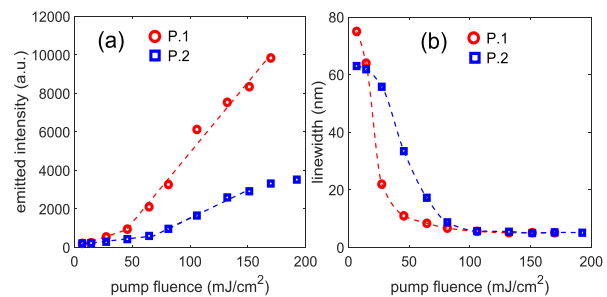 (a)
P.1
P.2
emitted intensity (a.u.)
12000
10000
8000
6000
4000
2000
0
0 50 100 150 200
pump fluence (mJ/cm²)
(b)
P.1
P.2
linewidth (nm)
80
60
40
20
0
0 50 100 150 200
pump fluence (mJ/cm²)